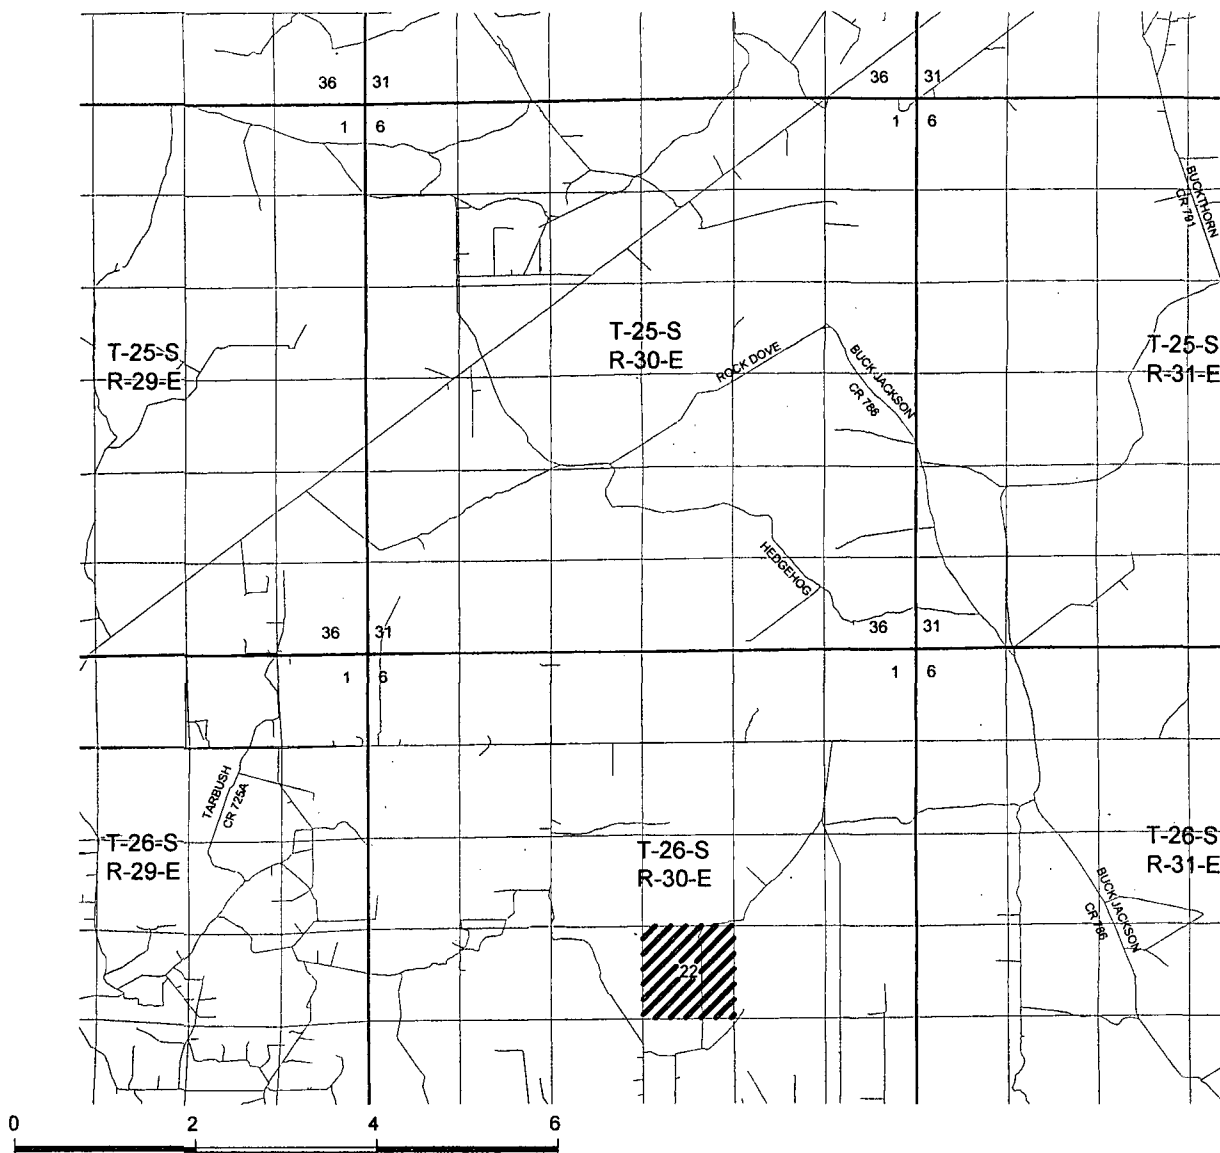 36 31
36 31
1 6
1 6
BUCKTHORN
CR 791
T-25-S
R-29-E
T-25-S
R-30-E
T-25-S
R-31-E
ROCK DOVE
BUCK JACKSON
CR 786
HEDGEHOG
36 31
36 31
1 6
1 6
TARBUSH
CR 725A
T-26-S
R-29-E
T-26-S
R-30-E
T-26-S
R-31-E
BUCK JACKSON
CR 786
22
0 2 4 6